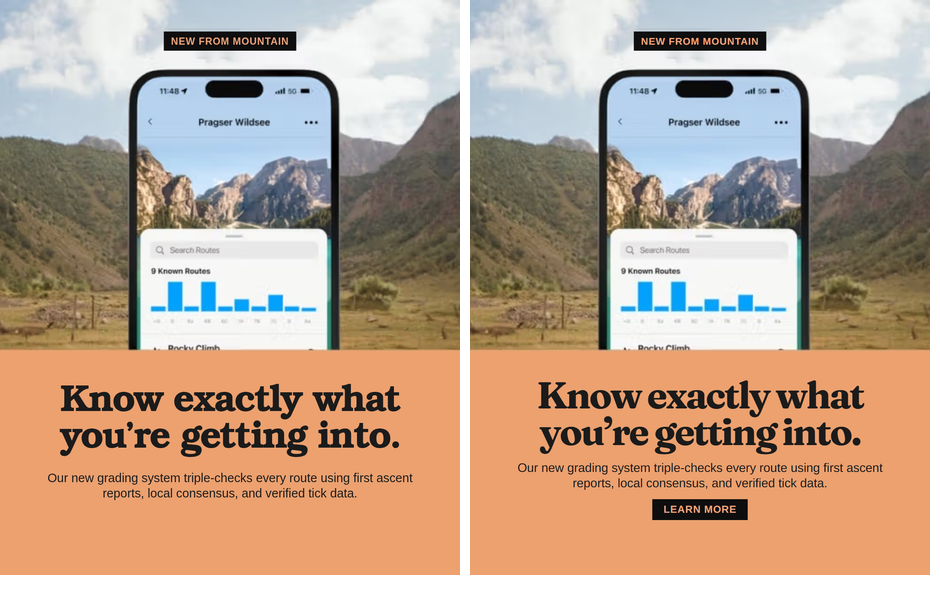 NEW FROM MOUNTAIN
11:48
5G
Pragser Wildsee
Search Routes
9 Known Routes
Rocky Climb
Know exactly what
you’re getting into.
Our new grading system triple-checks every route using first ascent
reports, local consensus, and verified tick data.
NEW FROM MOUNTAIN
11:48
5G
Pragser Wildsee
Search Routes
9 Known Routes
Rocky Climb
Know exactly what
you’re getting into.
Our new grading system triple-checks every route using first ascent
reports, local consensus, and verified tick data.
LEARN MORE